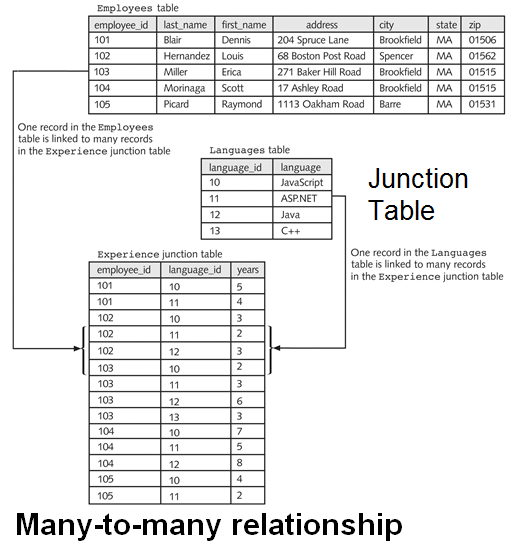 Employees table
employee_id last_name first_name address city state zip
101 Blair Dennis 204 Spruce Lane Brookfield MA 01506
102 Hernandez Louis 68 Boston Post Road Spencer MA 01562
103 Miller Erica 271 Baker Hill Road Brookfield MA 01515
104 Morinaga Scott 17 Ashley Road Brookfield MA 01515
105 Picard Raymond 1113 Oakham Road Barre MA 01531
One record in the Employees
table is linked to many records
in the Experience junction table
Languages table
language_id language
10 JavaScript
11 ASP.NET
12 Java
13 C++
Junction
Table
One record in the Languages
table is linked to many records
in the Experience junction table
Experience junction table
employee_id language_id years
101 10 5
101 11 4
102 10 3
102 11 2
102 12 3
103 10 2
103 11 3
103 12 6
103 13 3
104 10 7
104 11 5
104 12 8
105 10 4
105 11 2
Many-to-many relationship